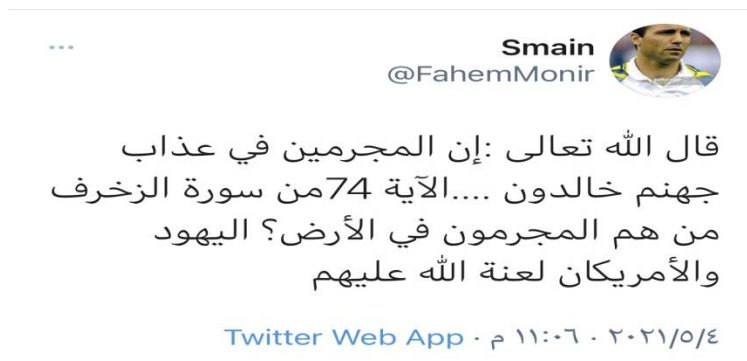 Smain
@FahemMonir
قال الله تعالى :إن المجرمين في عذاب
جهنم خالدون ....الآية 74من سورة الزخرف
من هم المجرمون في الأرض؟ اليهود
والأمريكان لعنة الله عليهم
٢٠٢١/٥/٤ · ١١:٠٦ م · Twitter Web App